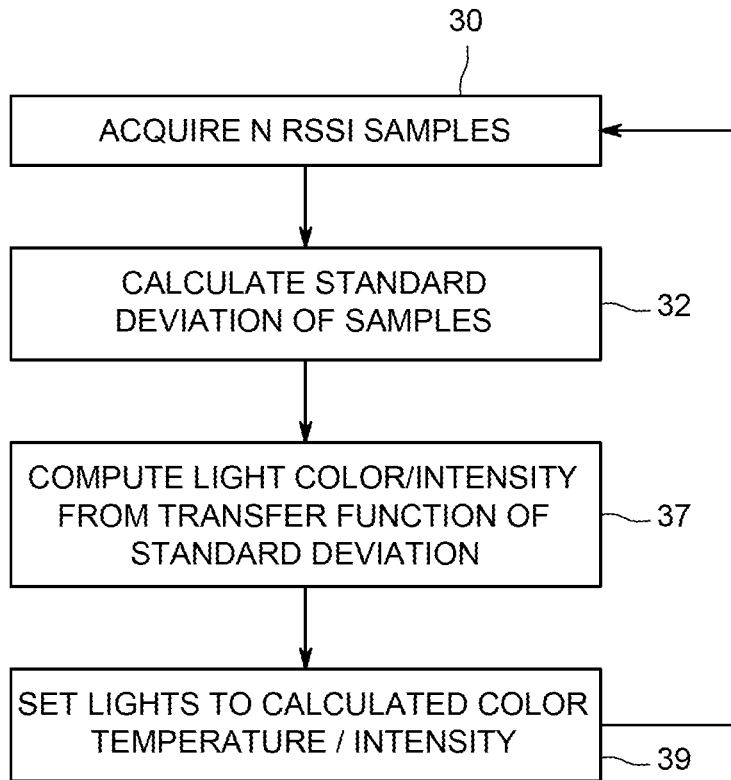 30
ACQUIRE N RSSI SAMPLES
CALCULATE STANDARD
DEVIATION OF SAMPLES
32
COMPUTE LIGHT COLOR/INTENSITY
FROM TRANSFER FUNCTION OF
STANDARD DEVIATION
37
SET LIGHTS TO CALCULATED COLOR
TEMPERATURE / INTENSITY
39